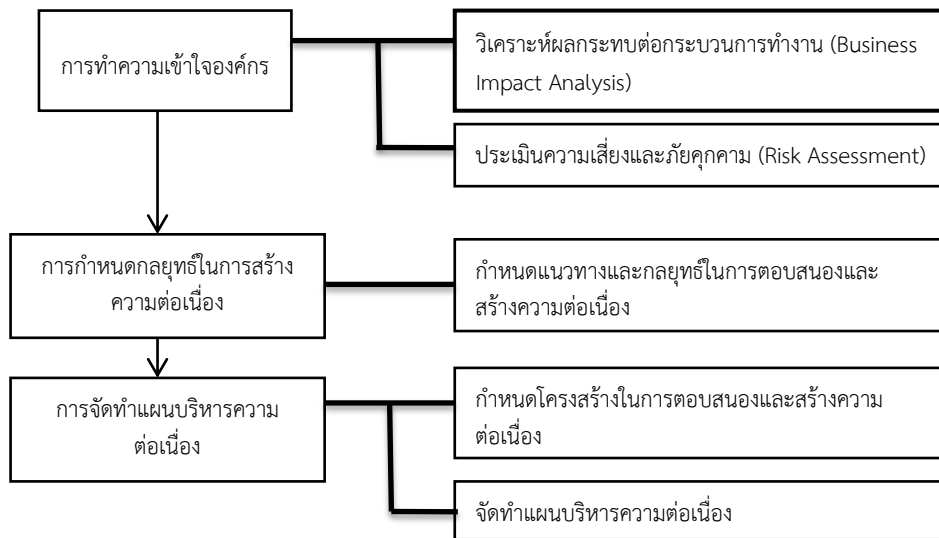 การทำความเข้าใจองค์กร
วิเคราะห์ผลกระทบต่อกระบวนการทำงาน (Business
Impact Analysis)
ประเมินความเสี่ยงและภัยคุกคาม (Risk Assessment)
การกำหนดกลยุทธ์ในการสร้าง
ความต่อเนื่อง
กำหนดแนวทางและกลยุทธ์ในการตอบสนองและ
สร้างความต่อเนื่อง
การจัดทำแผนบริหารความ
ต่อเนื่อง
กำหนดโครงสร้างในการตอบสนองและสร้างความ
ต่อเนื่อง
จัดทำแผนบริหารความต่อเนื่อง